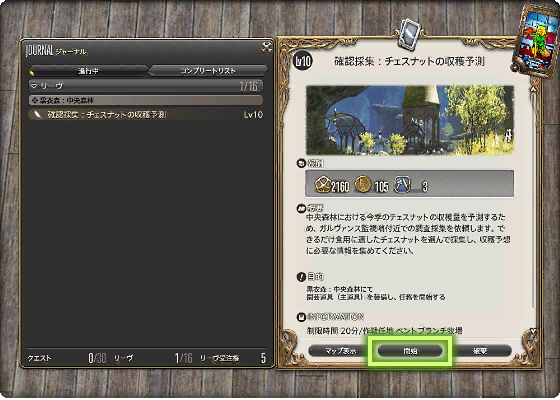 JOURNAL ジャーナル
進行中
コンプリートリスト
リーヴ 1/16
黒衣森：中央森林
確認採集：チェスナットの収穫予測 Lv10
クエスト 0/30 リーヴ 1/16 リーヴ受注権 5
Lv10
確認採集：チェスナットの収穫予測
報酬
2160 105 3
概要
中央森林における今季のチェスナットの収穫量を予測するた
め、ガルヴァンス監視哨付近での調査採集を依頼します。で
きるだけ食用に適したチェスナットを選んで採集し、収穫予想
に必要な情報を集めてください。
目的
黒衣森：中央森林にて
園芸道具（主道具）を装備し、任務を開始する
INFORMATION
制限時間 20分/作戦任地 ベントブランチ牧場
マップ表示
開始
破棄